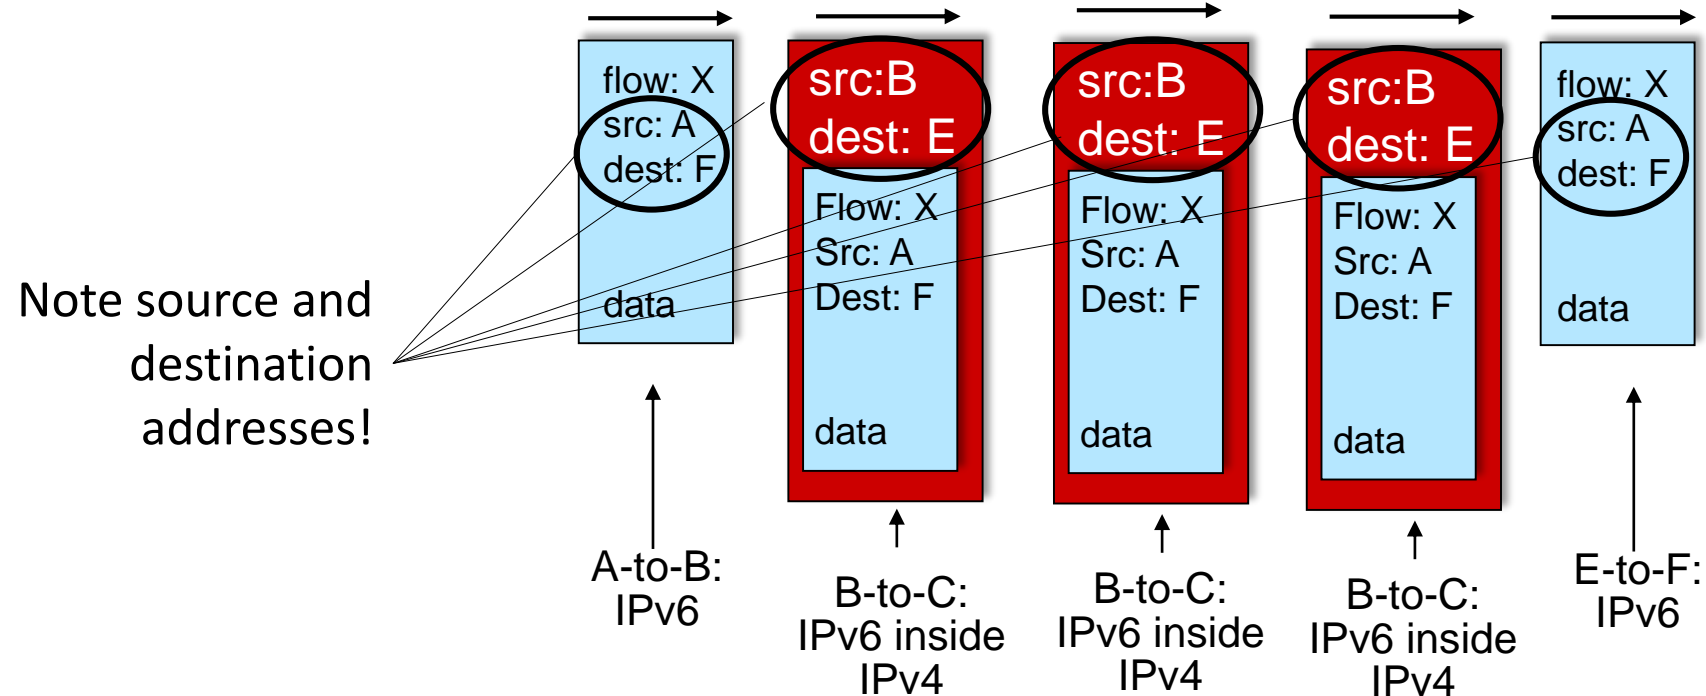 Note source and
destination
addresses!
flow: X
src: A
dest: F
data
A-to-B:
IPv6
src:B
dest: E
Flow: X
Src: A
Dest: F
data
B-to-C:
IPv6 inside
IPv4
src:B
dest: E
Flow: X
Src: A
Dest: F
data
B-to-C:
IPv6 inside
IPv4
src:B
dest: E
Flow: X
Src: A
Dest: F
data
B-to-C:
IPv6 inside
IPv4
flow: X
src: A
dest: F
data
E-to-F:
IPv6